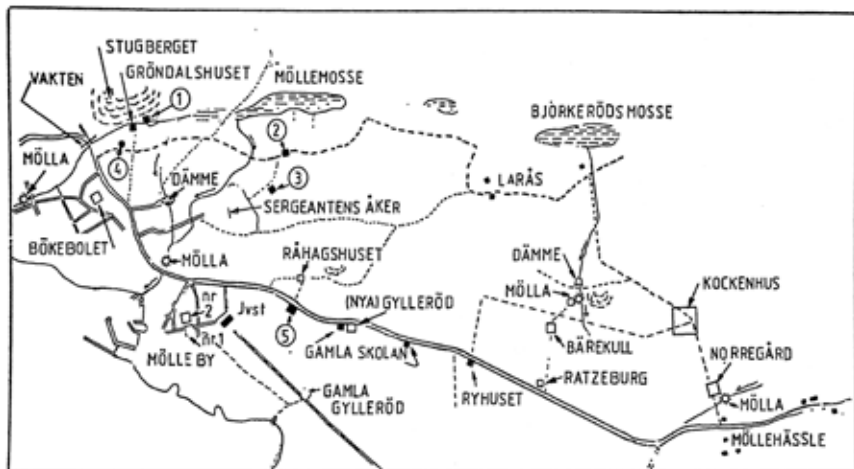 STUGBERGET
GRÖNDALSHUSET
VAKTEN
MÖLLEMOSSE
BJÖRKERÖDS MOSSE
1
2
3
4
MÖLLA
DÄMME
LARÅS
SERGEANTENS ÅKER
BÖKEBOLET
MÖLLA
RÅHAGSHUSET
DÄMME
MÖLLA
KOCKENHUS
nr
2
Jvst
(NYA) GYLLERÖD
5
nr1
MÖLLE BY
GAMLA SKOLAN
BÄREKULL
NORREGÅRD
GAMLA
GYLLERÖD
RYHUSET
RATZEBURG
MÖLLA
MÖLLEHÄSSLE